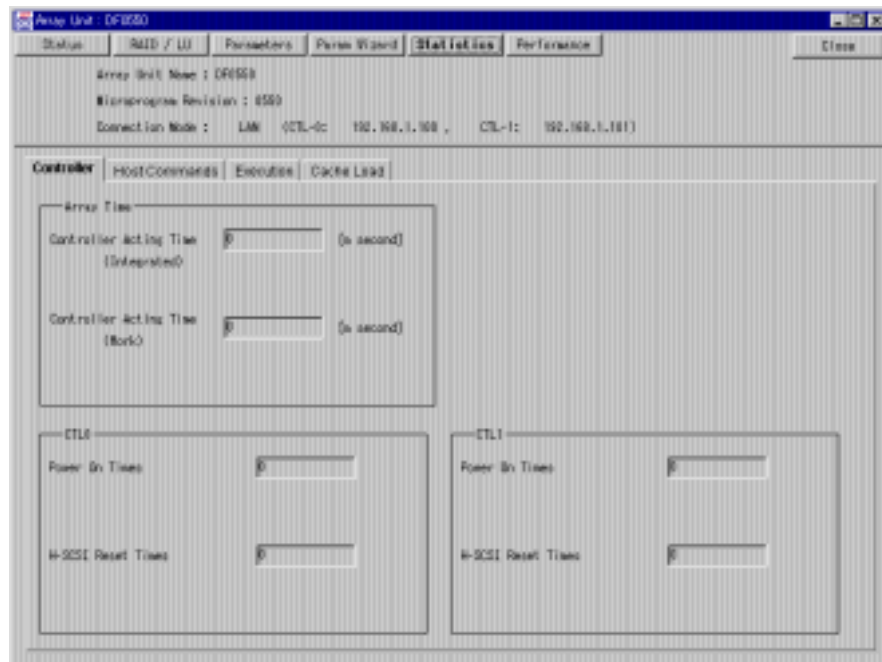 Array Unit : DF0550
Status RAID / LU Parameters Param Wizard Statistics Performance Close
Array Unit Name : DF0550
Microprogram Revision : 0550
Connection Mode : LAN (CTL-0: 192.168.1.100 , CTL-1: 192.168.1.101)
Controller Host Commands Execution Cache Load
Array Time
Controller Acting Time 0 [m second]
(Integrated)
Controller Acting Time 0 [m second]
(Work)
CTL0
Power On Times 0
H-SCSI Reset Times 0
CTL1
Power On Times 0
H-SCSI Reset Times 0